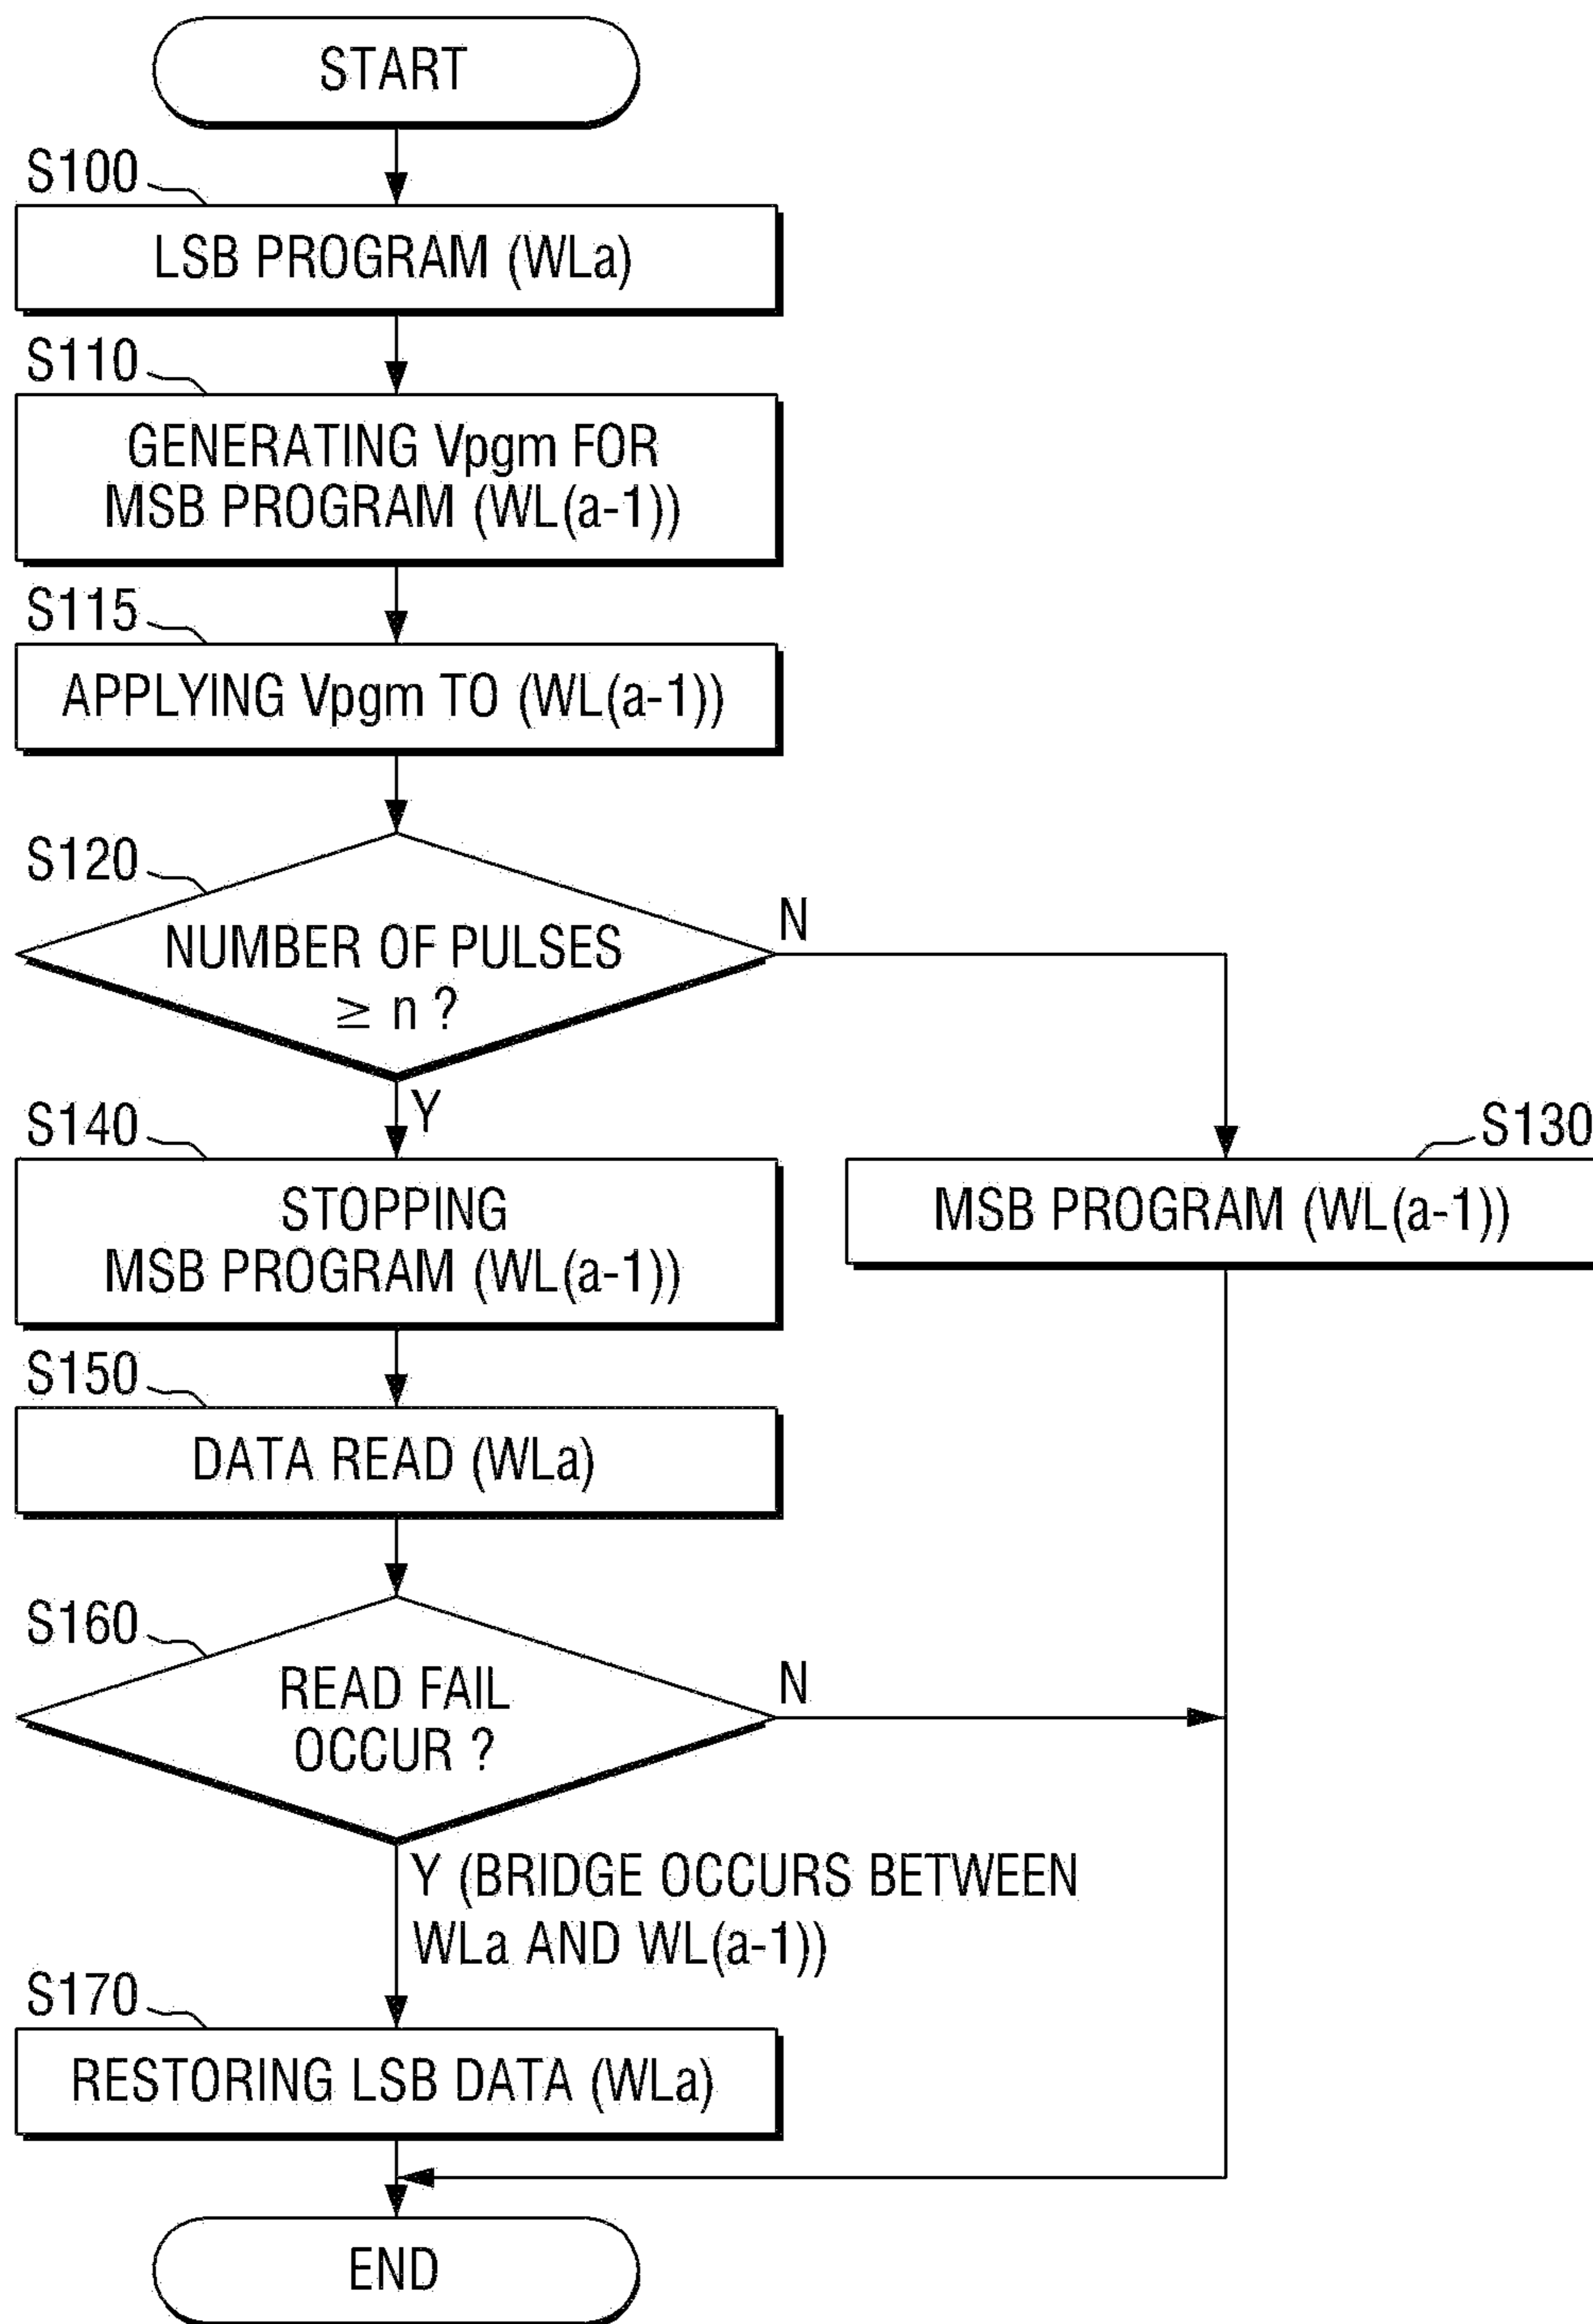 START
S100
LSB PROGRAM (WLa)
S110
GENERATING Vpgm FOR
MSB PROGRAM (WL(a-1))
S115
APPLYING Vpgm TO (WL(a-1))
S120
NUMBER OF PULSES
≥ n ?
N
Y
S140
STOPPING
MSB PROGRAM (WL(a-1))
S130
MSB PROGRAM (WL(a-1))
S150
DATA READ (WLa)
S160
READ FAIL
OCCUR ?
N
Y (BRIDGE OCCURS BETWEEN
WLa AND WL(a-1))
S170
RESTORING LSB DATA (WLa)
END